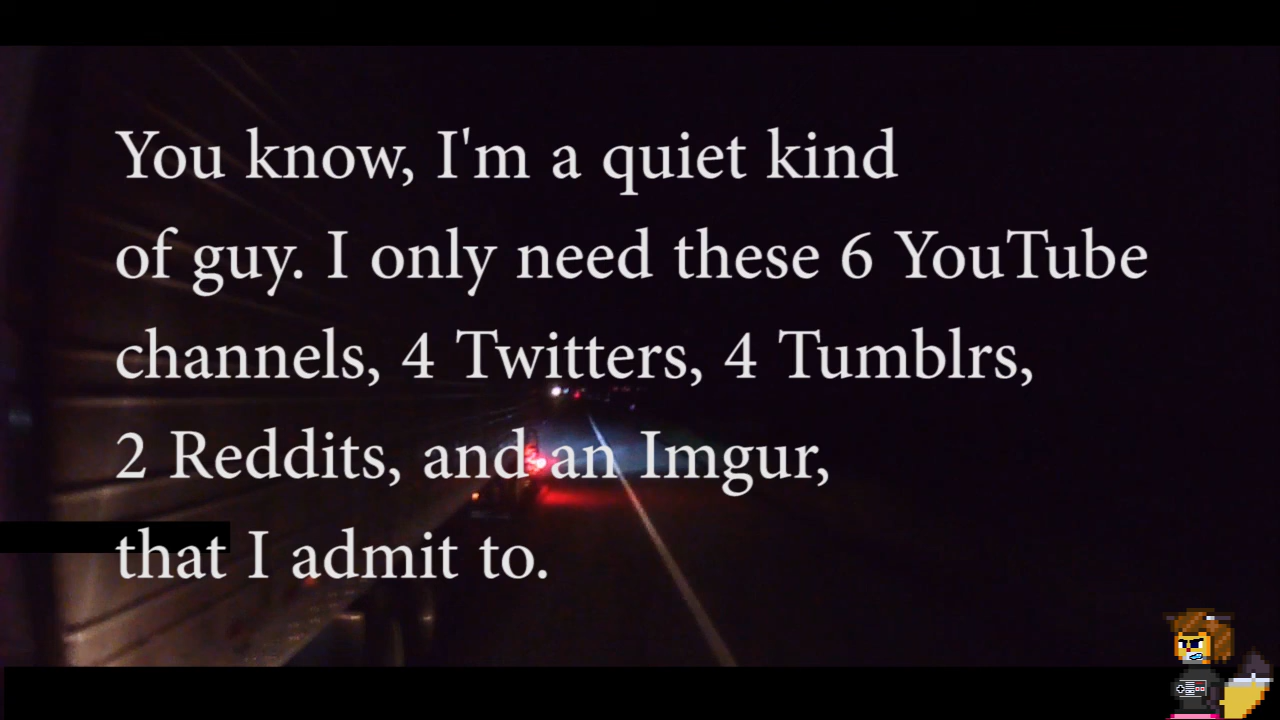 You know, I'm a quiet kind
of guy. I only need these 6 YouTube
channels, 4 Twitters, 4 Tumblrs,
2 Reddits, and an Imgur,
that I admit to.